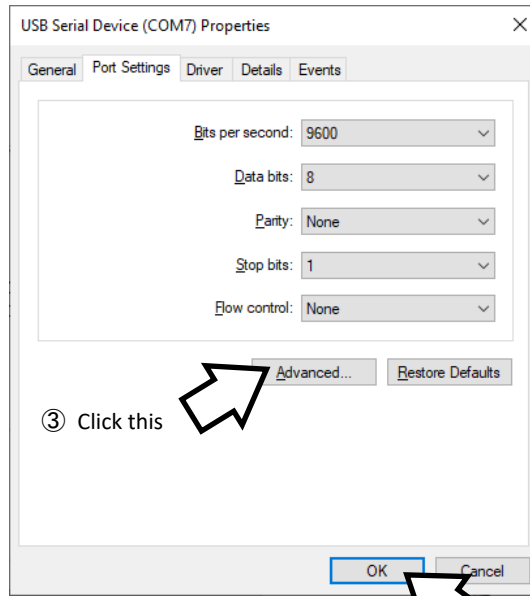 USB Serial Device (COM7) Properties
General Port Settings Driver Details Events
Bits per second: 9600
Data bits: 8
Parity: None
Stop bits: 1
Flow control: None
Advanced... Restore Defaults
③ Click this
OK Cancel